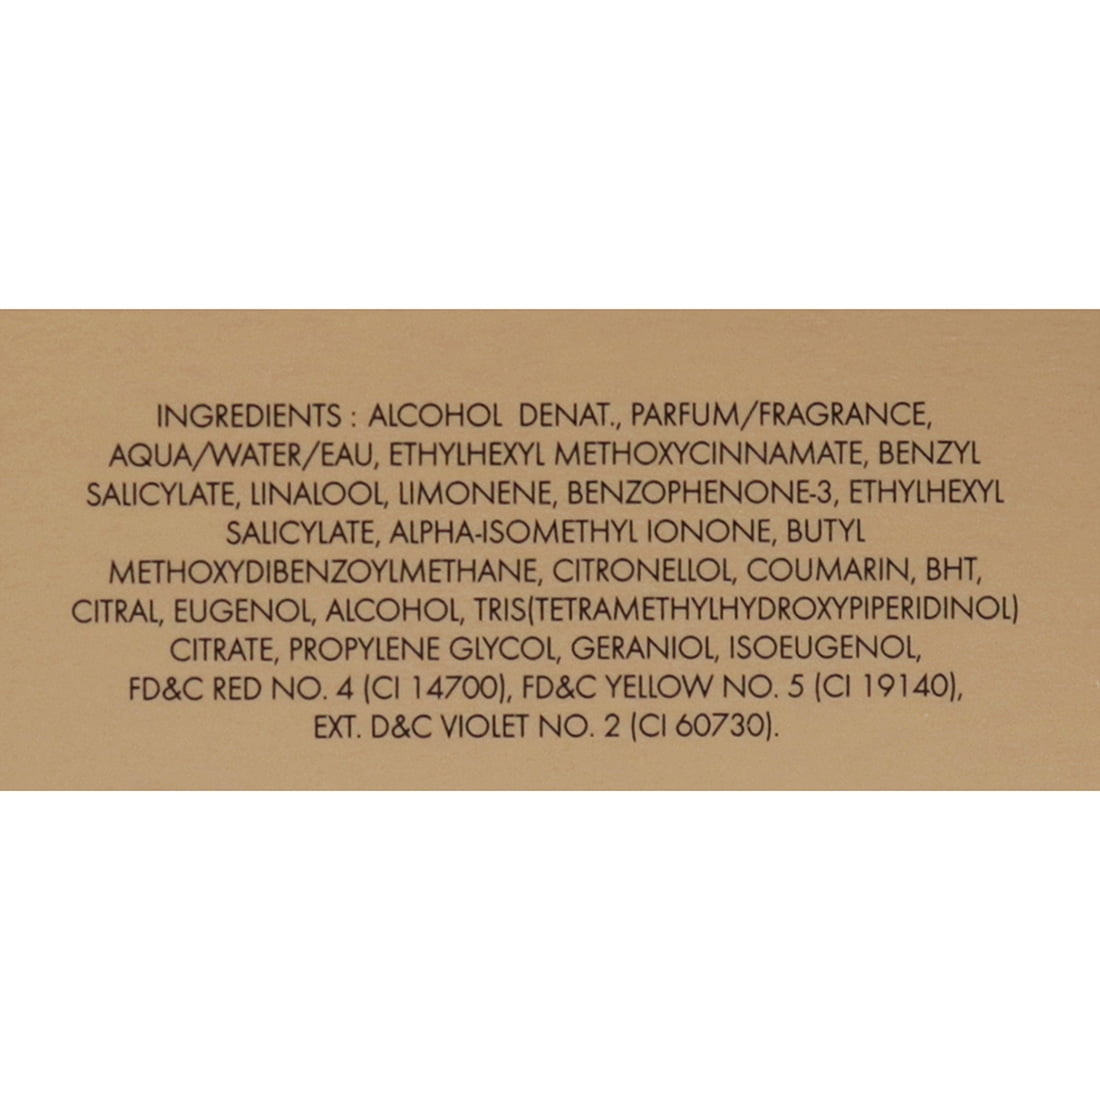 INGREDIENTS : ALCOHOL DENAT., PARFUM/FRAGRANCE,
AQUA/WATER/EAU, ETHYLHEXYL METHOXYCINNAMATE, BENZYL
SALICYLATE, LINALOOL, LIMONENE, BENZOPHENONE-3, ETHYLHEXYL
SALICYLATE, ALPHA-ISOMETHYL IONONE, BUTYL
METHOXYDIBENZOYLMETHANE, CITRONELLOL, COUMARIN, BHT,
CITRAL, EUGENOL, ALCOHOL, TRIS(TETRAMETHYLHYDROXYPIPERIDINOL)
CITRATE, PROPYLENE GLYCOL, GERANIOL, ISOEUGENOL,
FD&C RED NO. 4 (CI 14700), FD&C YELLOW NO. 5 (CI 19140),
EXT. D&C VIOLET NO. 2 (CI 60730).